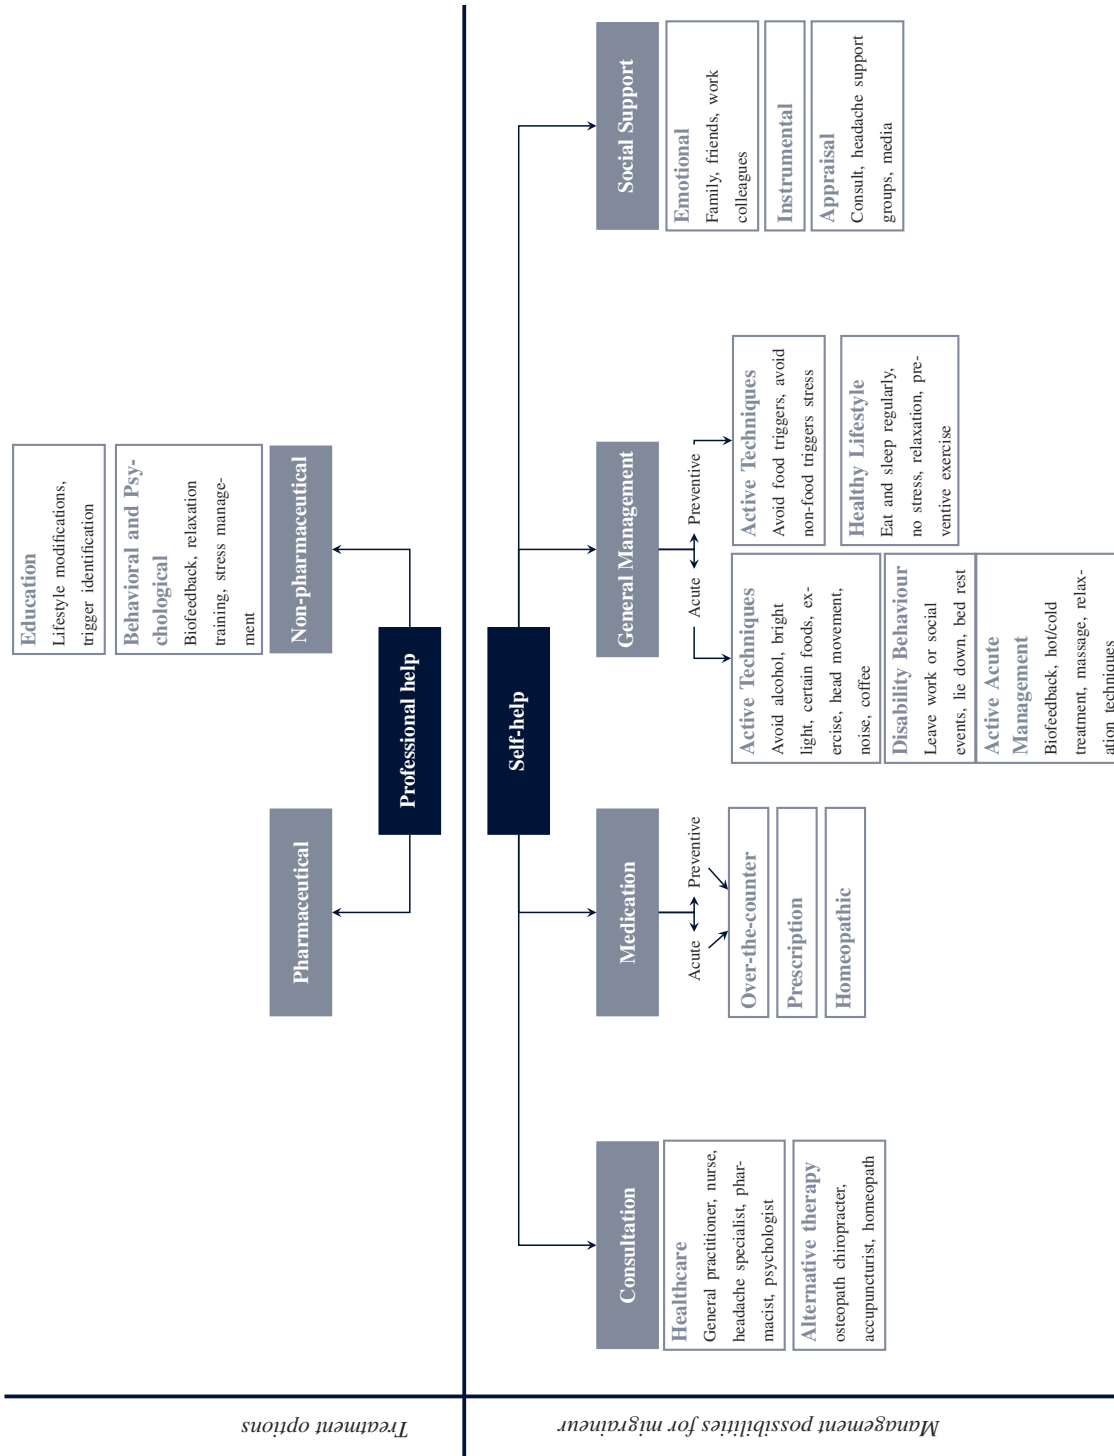 Treatment options
Education
Lifestyle modifications,
trigger identification
Behavioral and Psy-
chological
Biofeedback, relaxation
training, stress manage-
ment
Pharmaceutical
Non-pharmaceutical
Professional help
Management possibilities for migraineur
Self-help
Consultation
Healthcare
General practitioner, nurse,
headache specialist, phar-
macist, psychologist
Alternative therapy
osteopath chiropracter,
accupuncturist, homeopath
Medication
Acute
Preventive
Over-the-counter
Prescription
Homeopathic
General Management
Acute
Preventive
Active Techniques
Avoid alcohol, bright
light, certain foods, ex-
ercise, head movement,
noise, coffee
Disability Behaviour
Leave work or social
events, lie down, bed rest
Active Acute
Management
Biofeedback, hot/cold
treatment, massage, relax-
ation techniques
Active Techniques
Avoid food triggers, avoid
non-food triggers stress
Healthy Lifestyle
Eat and sleep regularly,
no stress, relaxation, pre-
ventive exercise
Social Support
Emotional
Family, friends, work
colleagues
Instrumental
Appraisal
Consult, headache support
groups, media